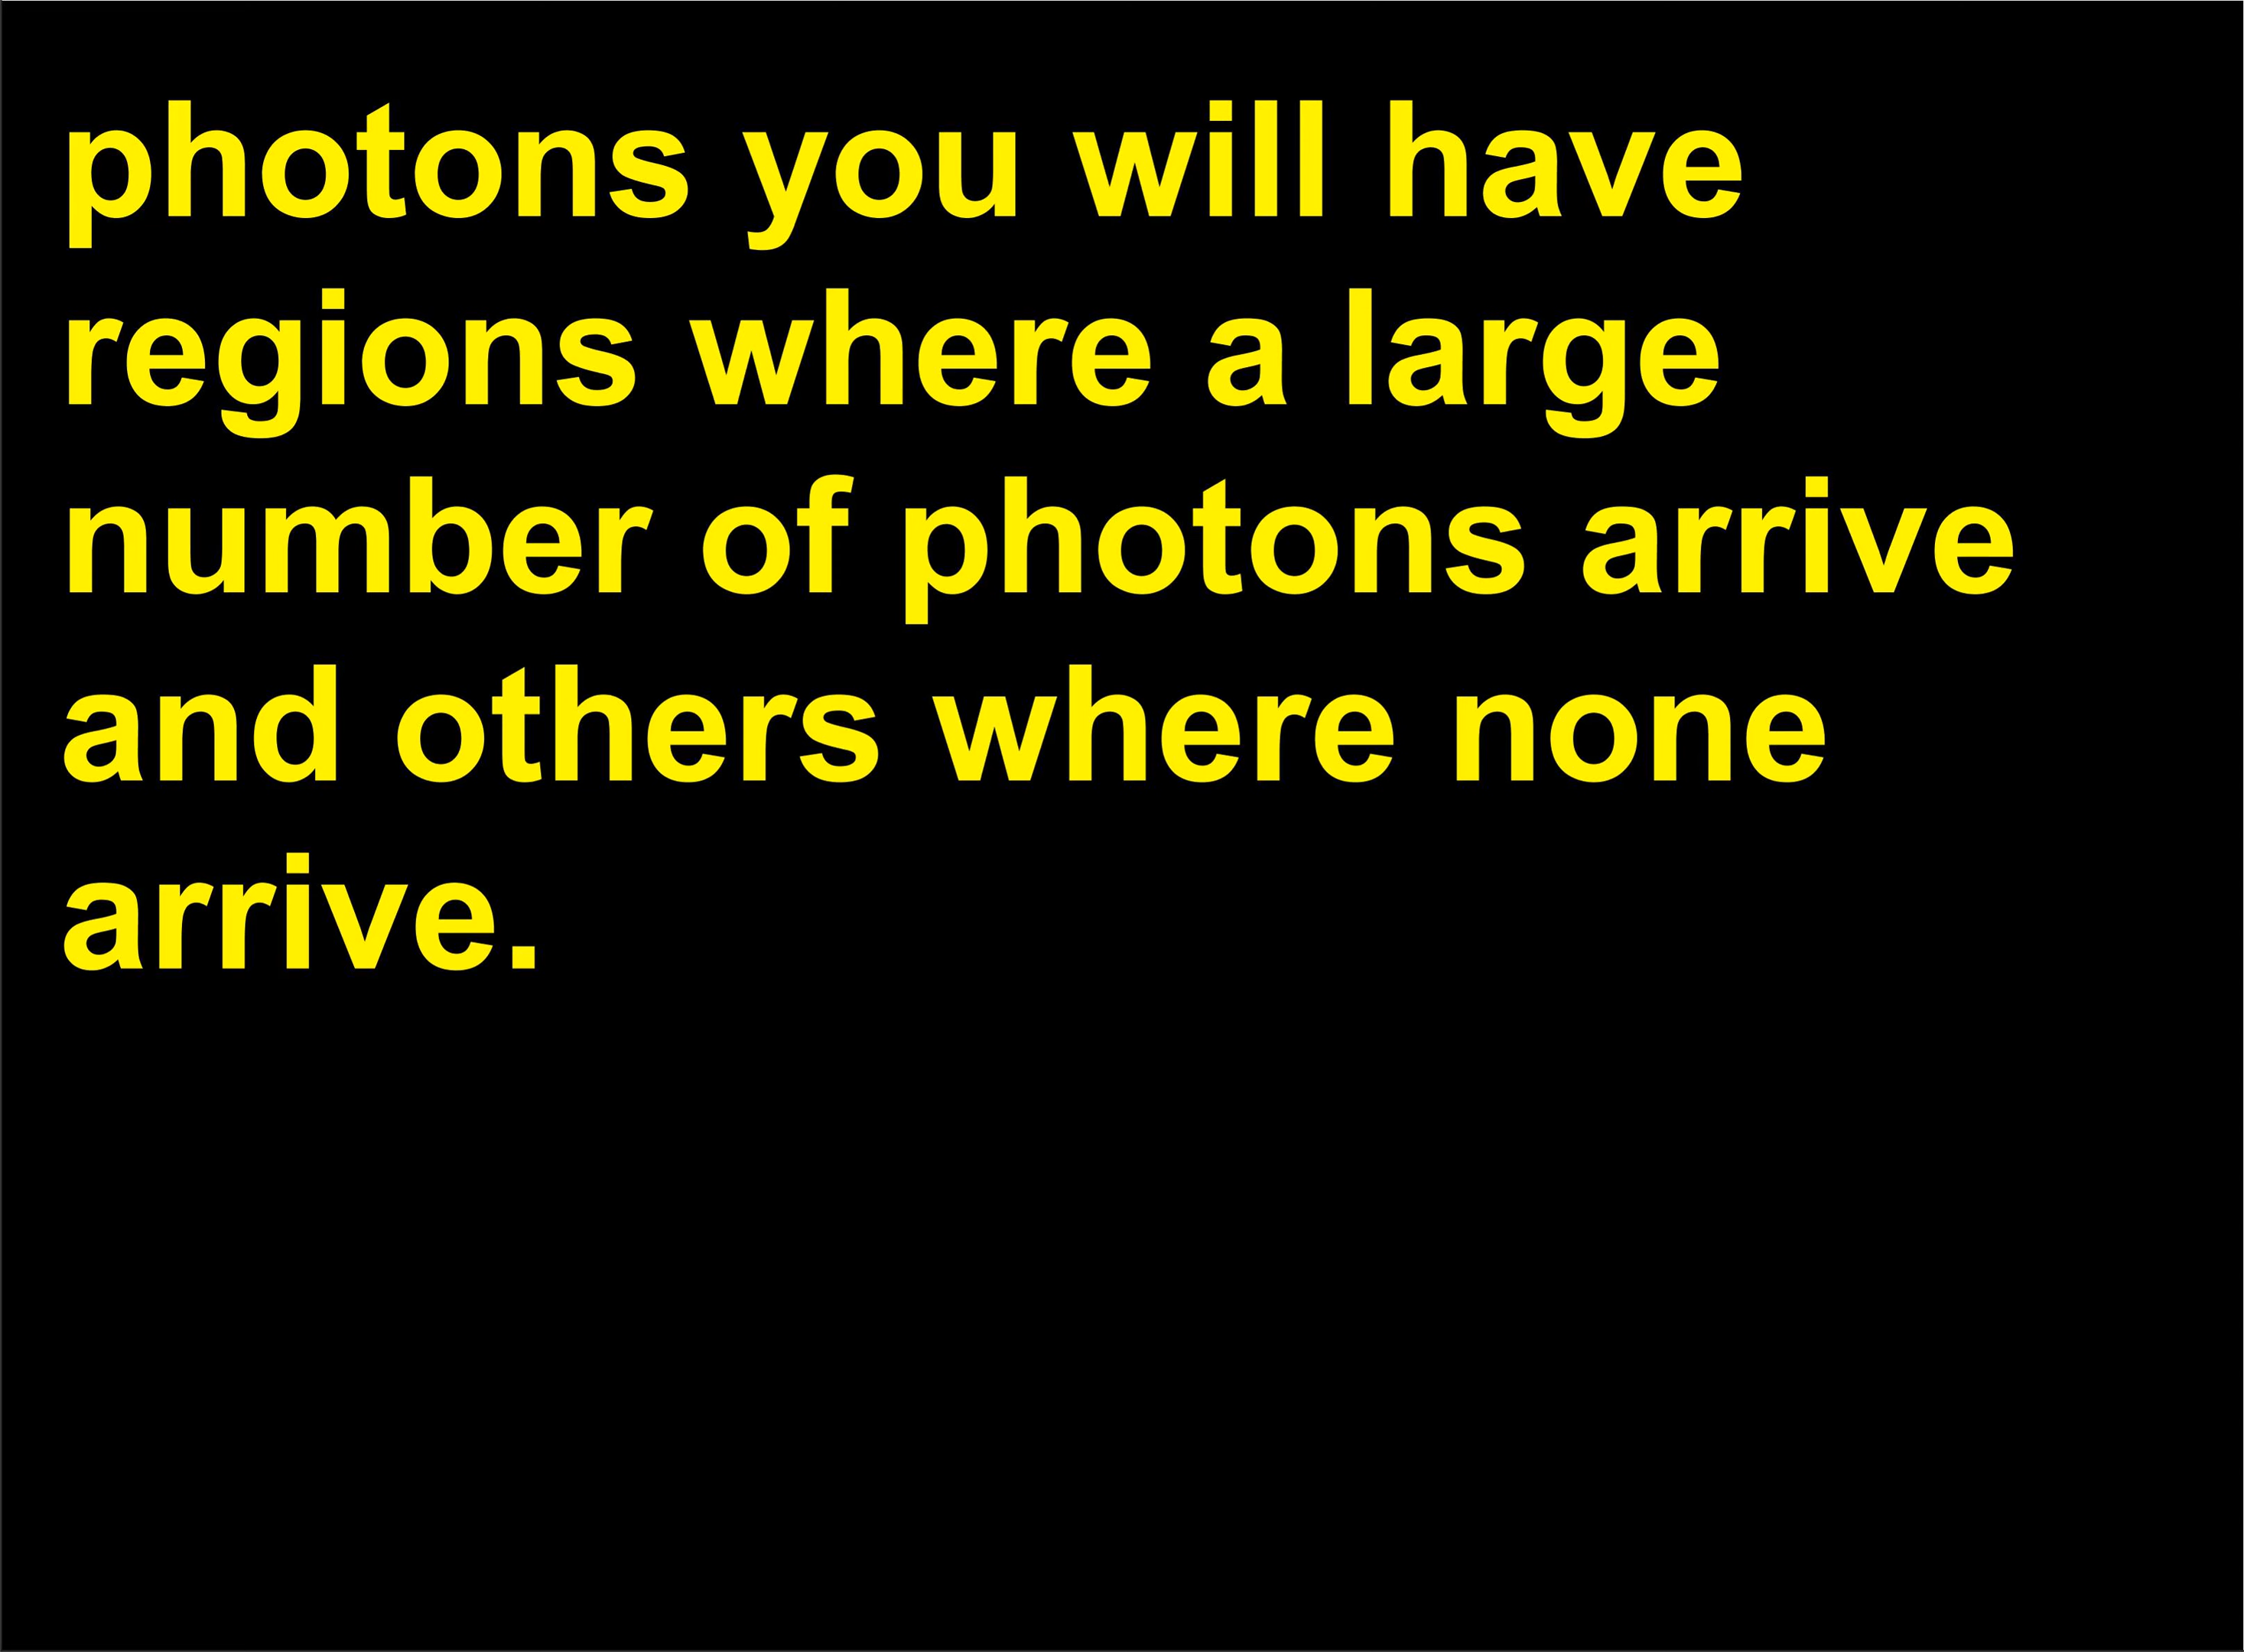 photons you will have
regions where a large
number of photons arrive
and others where none
arrive.